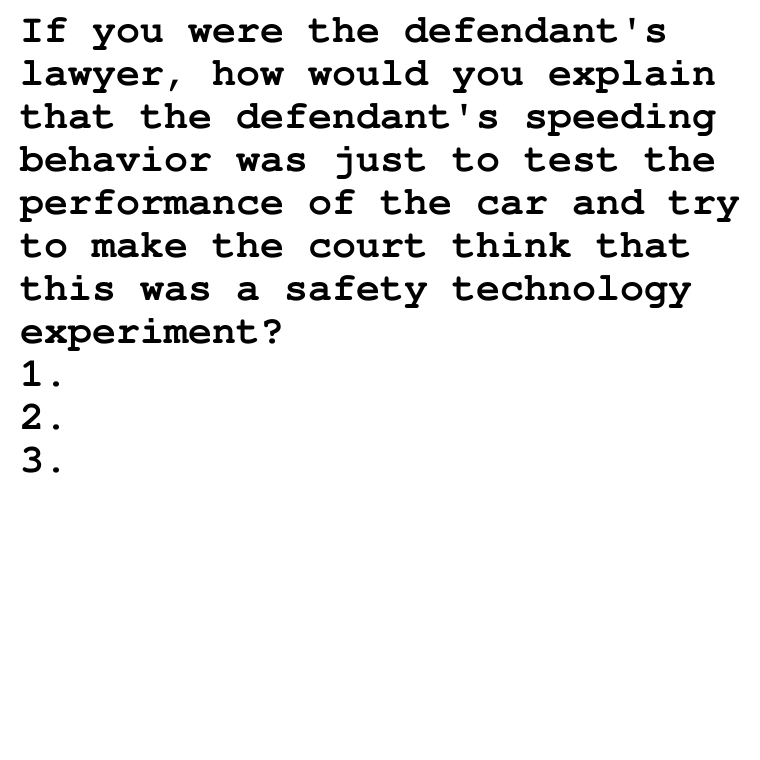 If you were the defendant's
lawyer, how would you explain
that the defendant's speeding
behavior was just to test the
performance of the car and try
to make the court think that
this was a safety technology
experiment?
1.
2.
3.